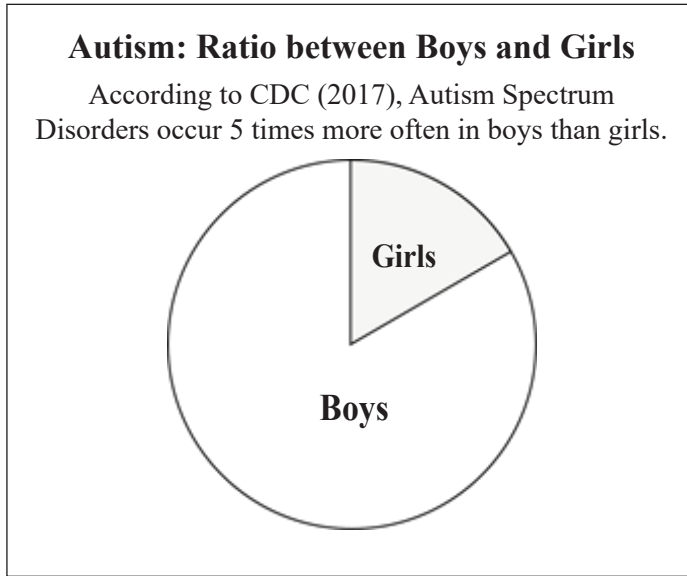 Autism: Ratio between Boys and Girls
According to CDC (2017), Autism Spectrum
Disorders occur 5 times more often in boys than girls.
Girls
Boys